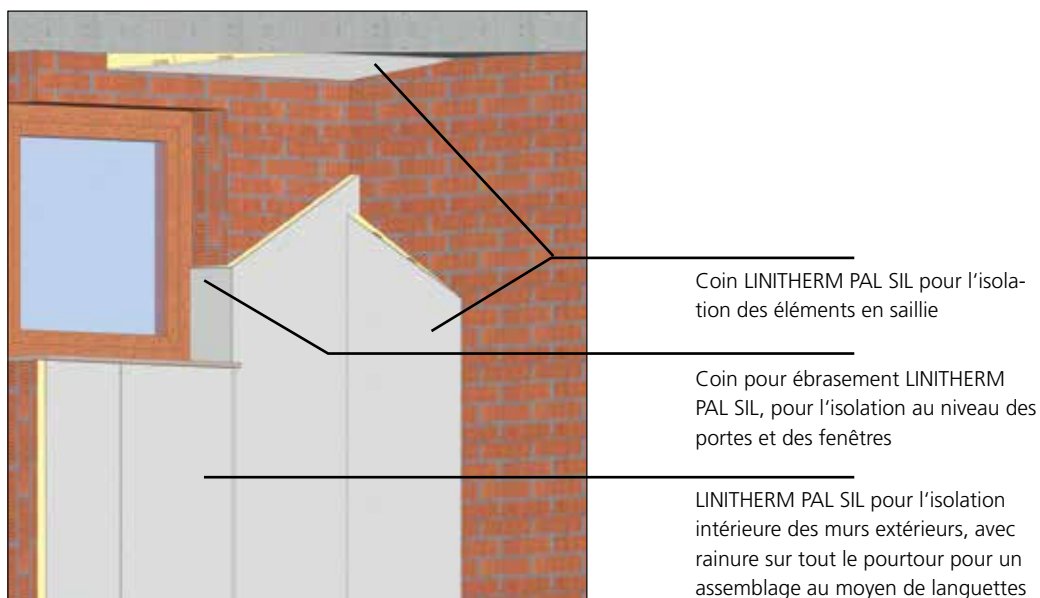 Coin LINITHERM PAL SIL pour l'isola-
tion des éléments en saillie
Coin pour ébrasement LINITHERM
PAL SIL, pour l'isolation au niveau des
portes et des fenêtres
LINITHERM PAL SIL pour l'isolation
intérieure des murs extérieurs, avec
rainure sur tout le pourtour pour un
assemblage au moyen de languettes